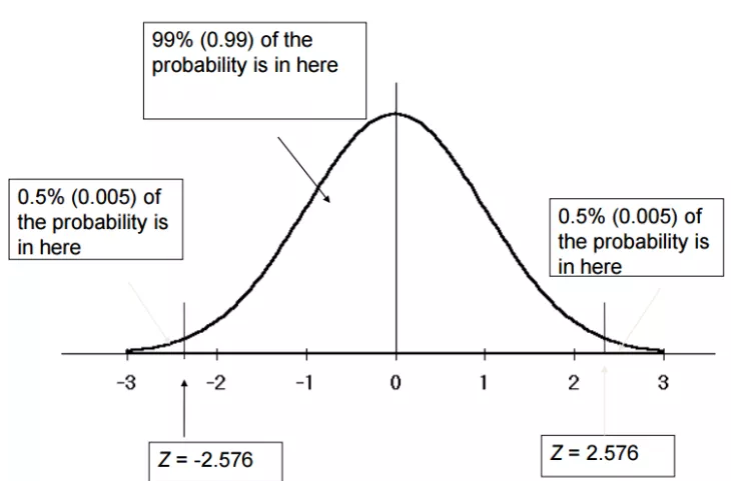 99% (0.99) of the
probability is in here
0.5% (0.005) of
the probability is
in here
0.5% (0.005) of
the probability is
in here
-3 -2 -1 0 1 2 3
Z = -2.576
Z = 2.576